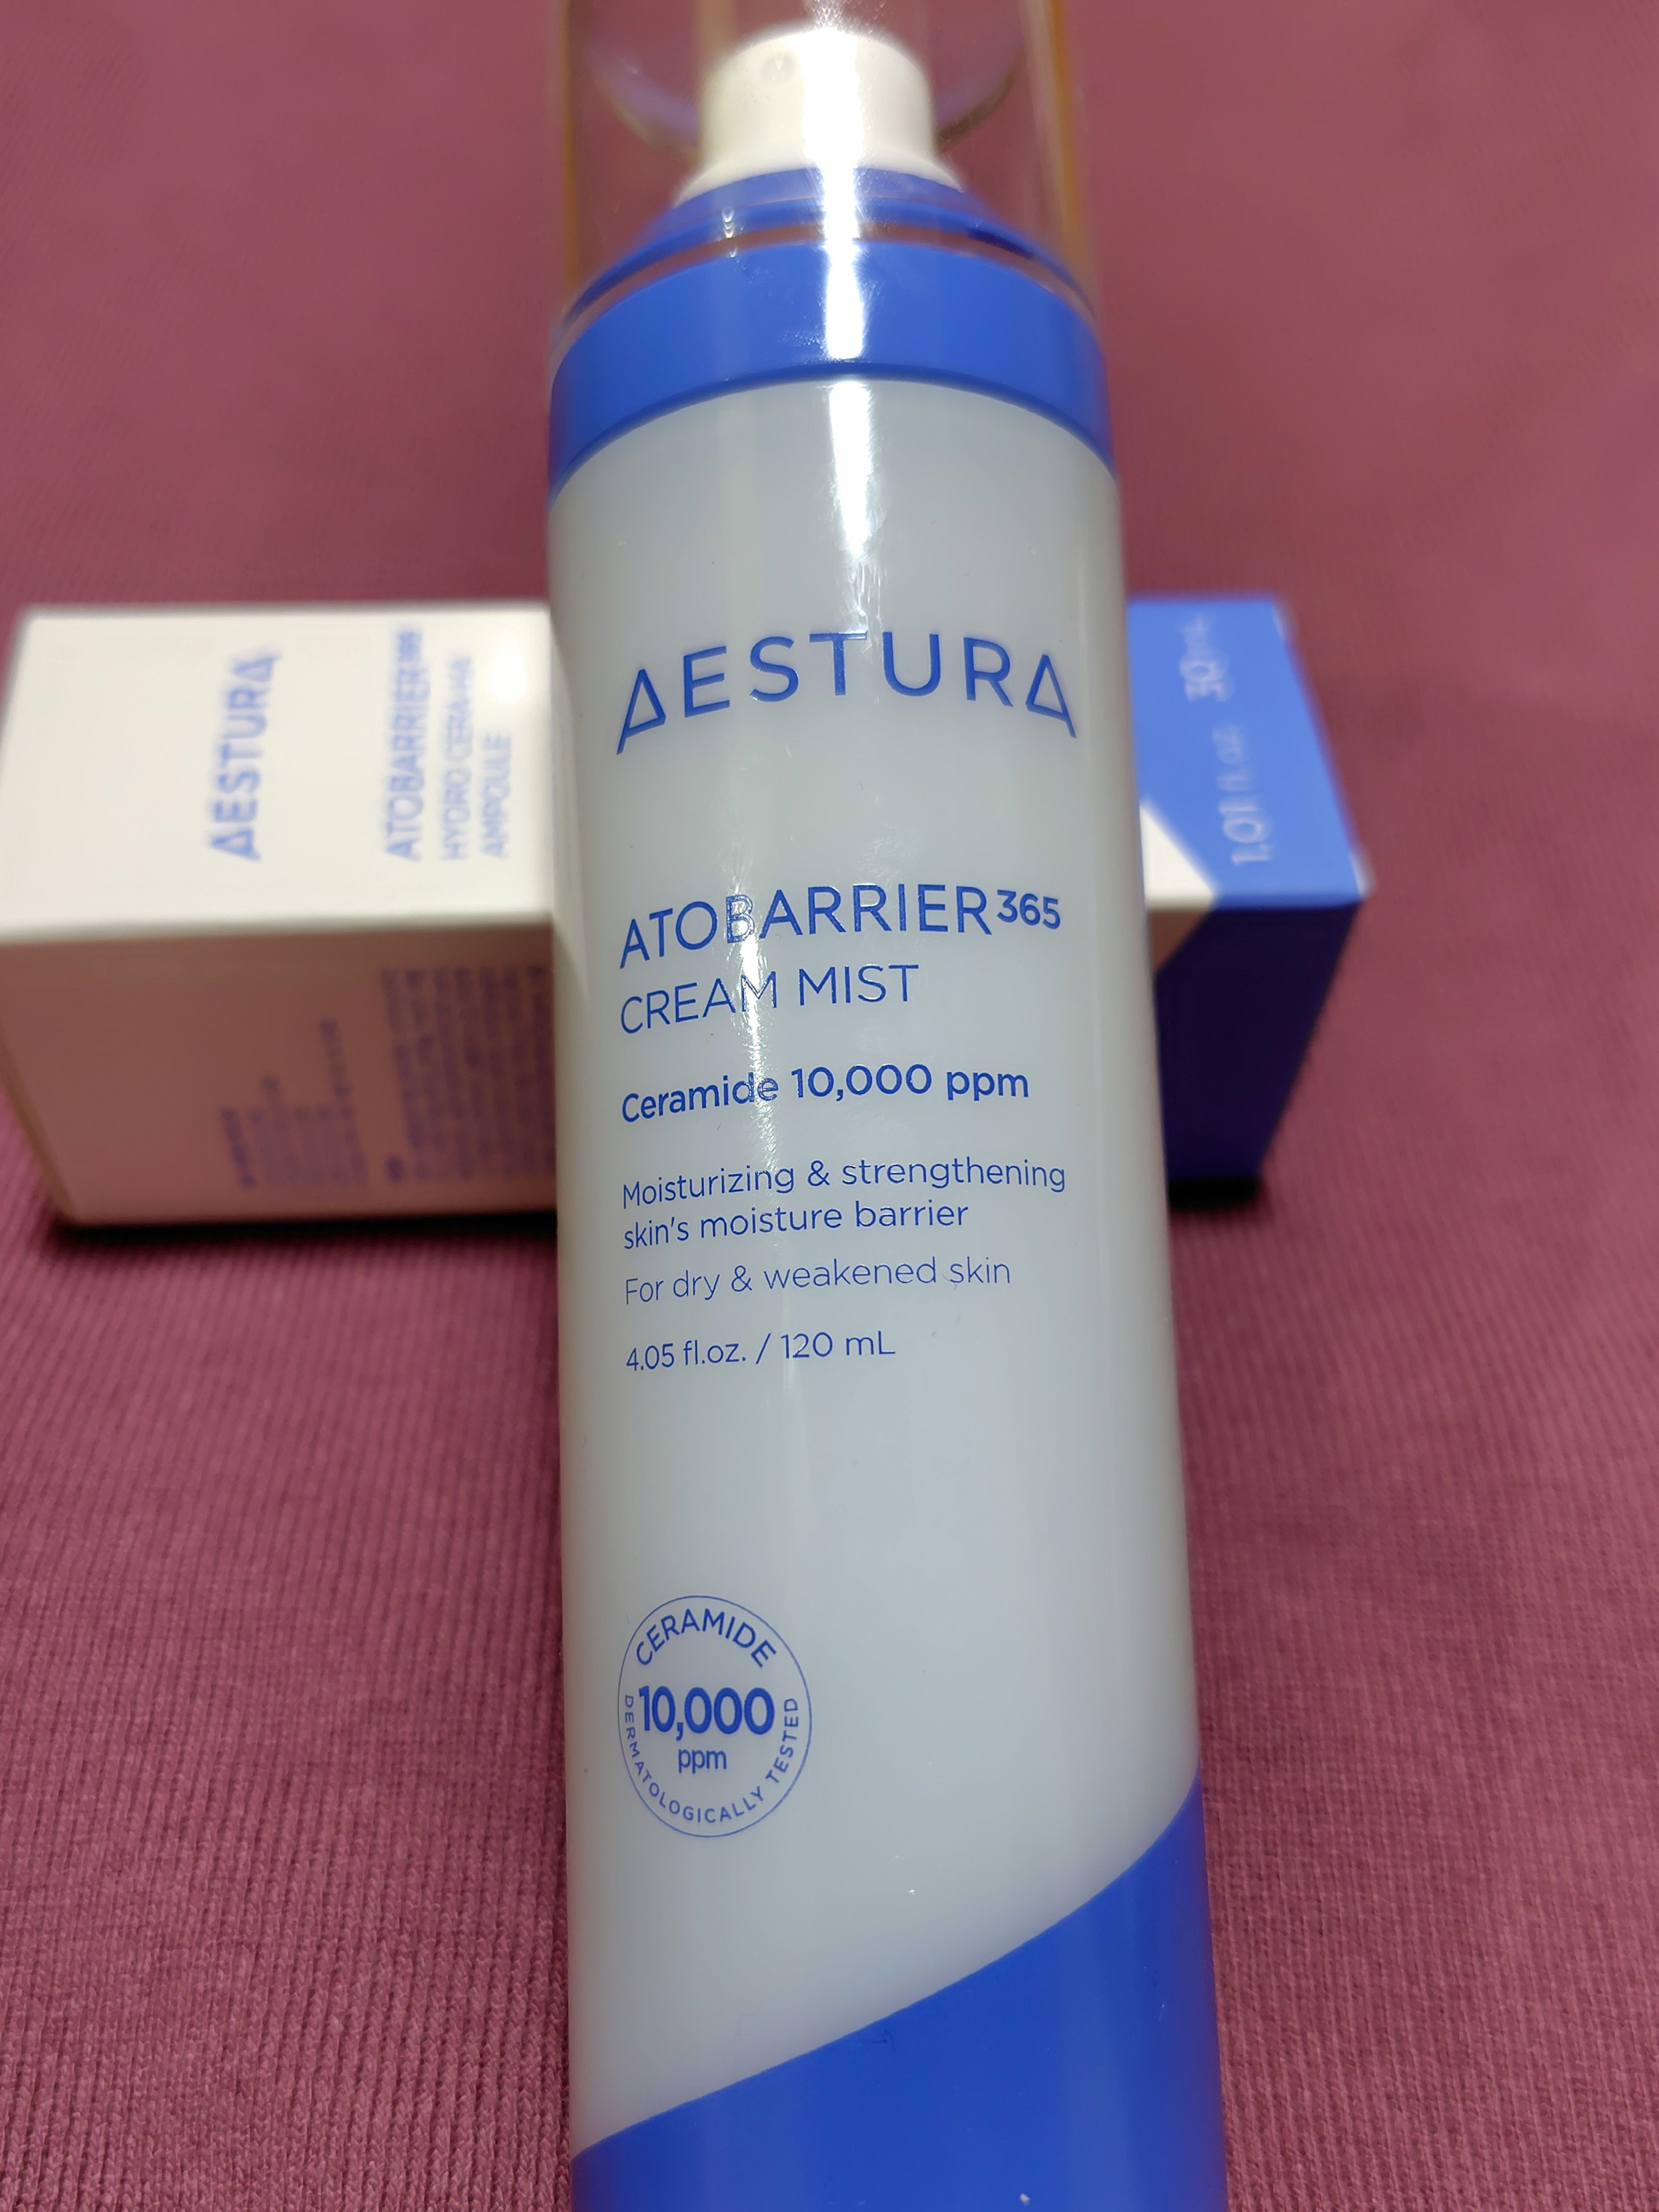 AESTURA
ATOBARRIER365
CREAM MIST
Ceramide 10,000 ppm
Moisturizing & strengthening
skin's moisture barrier
For dry & weakened skin
4.05 fl.oz. / 120 mL
CERAMIDE
10,000
ppm
DERMATOLOGICALLY TESTED
AESTURA
ATOBARRIER365
HYDRO CERA-HA
AMPOULE
1.01 fl.oz. 30mL